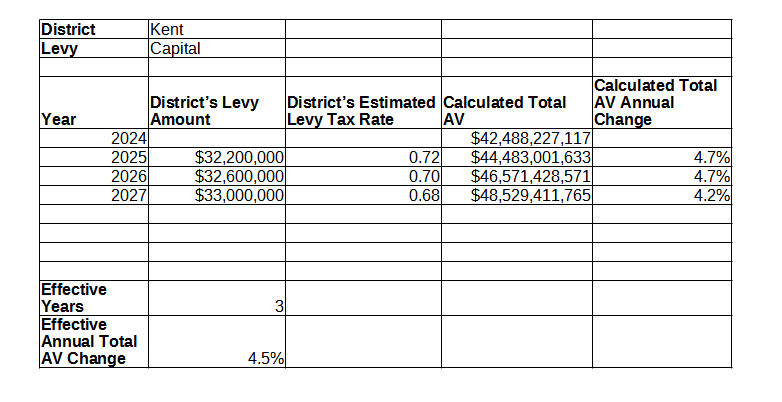 District Kent
Levy Capital
Calculated Total
District’s Levy District’s Estimated Calculated Total AV Annual
Year Amount Levy Tax Rate AV Change
2024 $42,488,227,117
2025 $32,200,000 0.72 $44,483,001,633 4.7%
2026 $32,600,000 0.70 $46,571,428,571 4.7%
2027 $33,000,000 0.68 $48,529,411,765 4.2%
Effective
Years 3
Effective
Annual Total
AV Change 4.5%